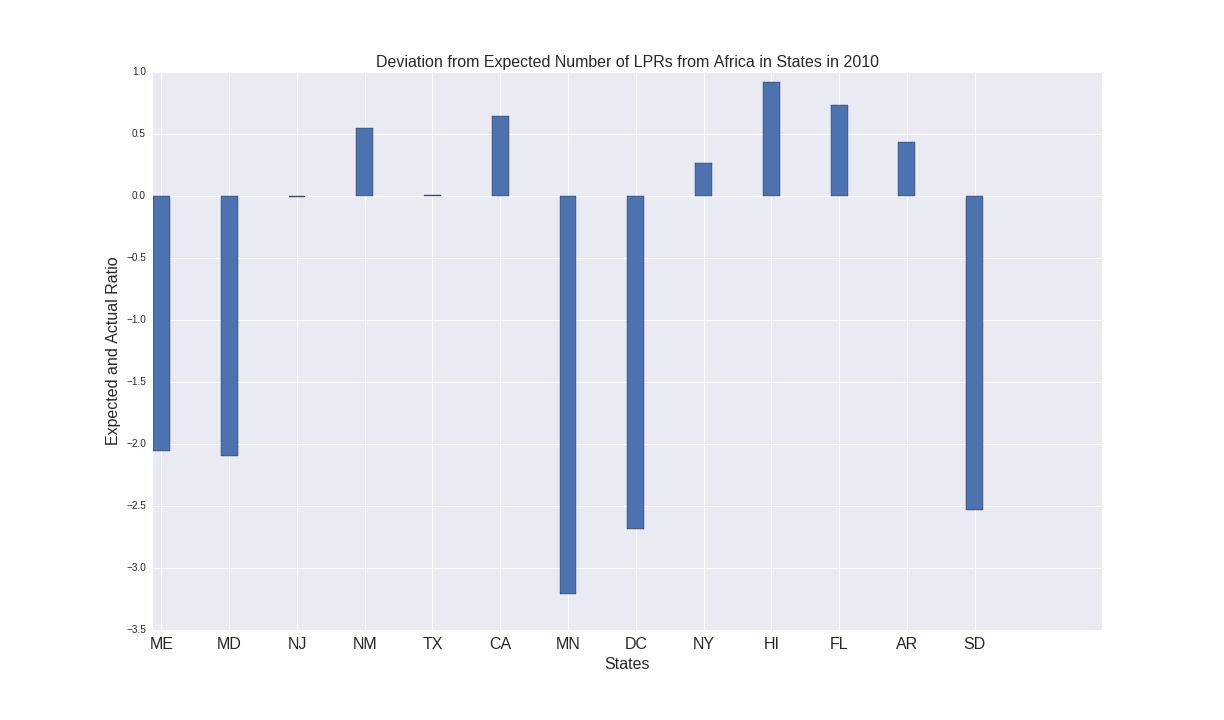 Deviation from Expected Number of LPRs from Africa in States in 2010
1.0
0.5
0.0
−0.5
−1.0
−1.5
−2.0
−2.5
−3.0
−3.5
Expected and Actual Ratio
ME MD NJ NM TX CA MN DC NY HI FL AR SD
States